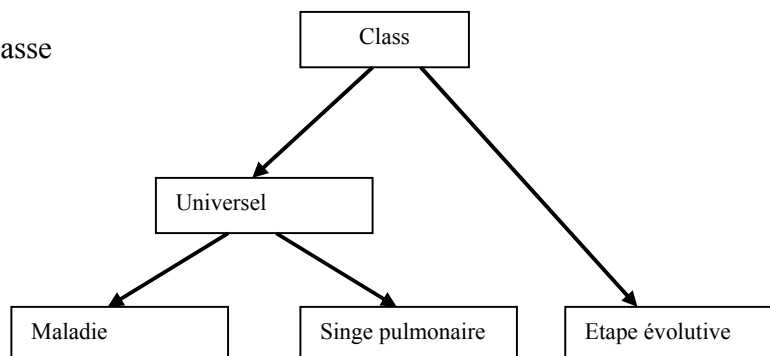 asse
Class
Universel
Maladie
Singe pulmonaire
Etape évolutive